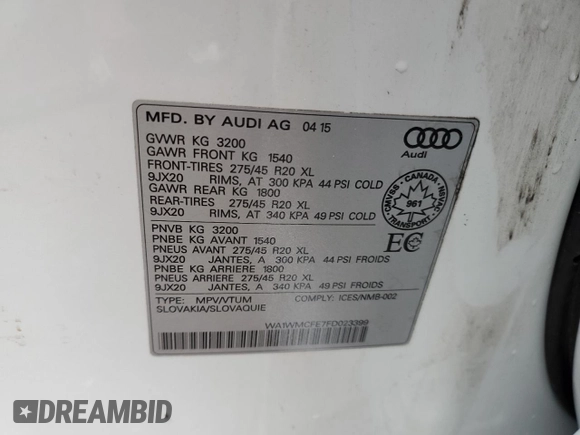 MFD. BY AUDI AG 04 15
Audi
GVWR KG 3200
GAWR FRONT KG 1540
FRONT-TIRES 275/45 R20 XL
9JX20 RIMS, AT 300 KPA 44 PSI COLD
GAWR REAR KG 1800
REAR-TIRES 275/45 R20 XL
9JX20 RIMS, AT 340 KPA 49 PSI COLD
CMVSS - CANADA - NSVAC
961
TRANSPORT
PNVB KG 3200
PNBE KG AVANT 1540
PNEUS AVANT 275/45 R20 XL
9JX20 JANTES, A 300 KPA 44 PSI FROIDS
PNBE KG ARRIERE 1800
PNEUS ARRIERE 275/45 R20 XL
9JX20 JANTES, A 340 KPA 49 PSI FROIDS
EC
TYPE: MPV/VTUM COMPLY: ICES/NMB-002
SLOVAKIA/SLOVAQUIE
WA1WMCFE7FD023399
DREAMBID